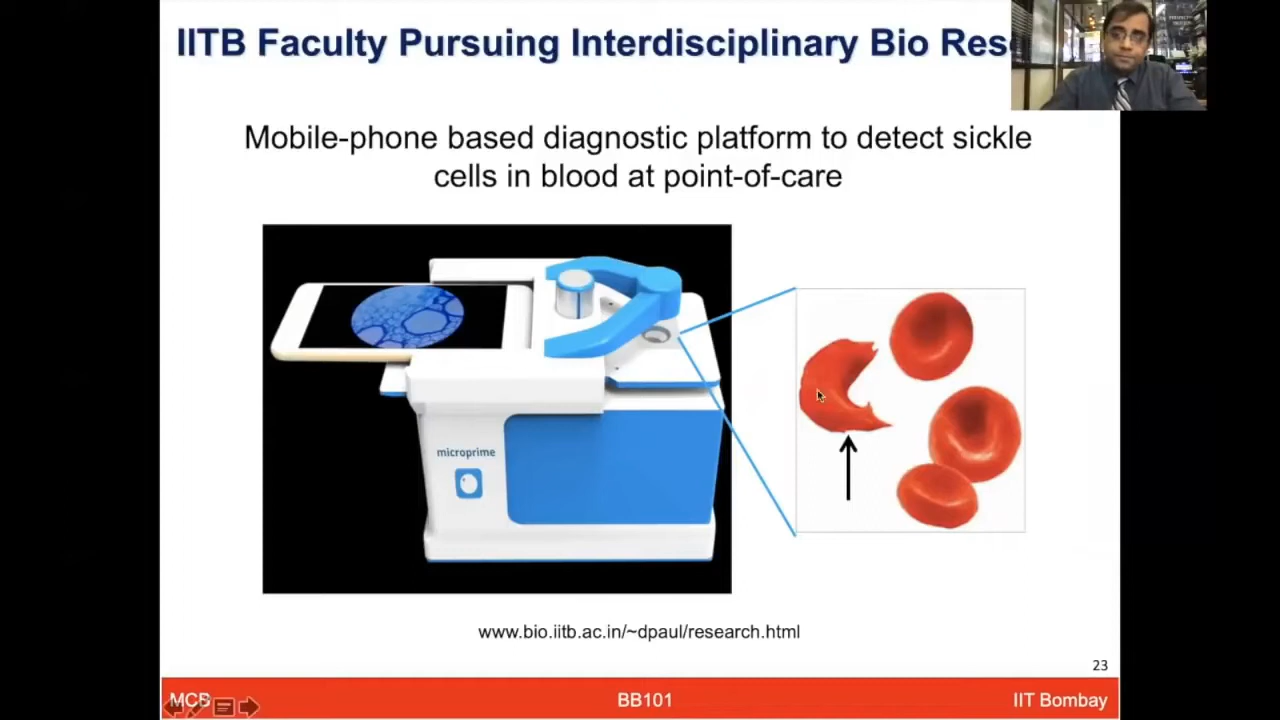 IITB Faculty Pursuing Interdisciplinary Bio
Mobile-phone based diagnostic platform to detect sickle
cells in blood at point-of-care
microprime
www.bio.iitb.ac.in/~dpaul/research.html
23
MCB
BB101
IIT Bombay